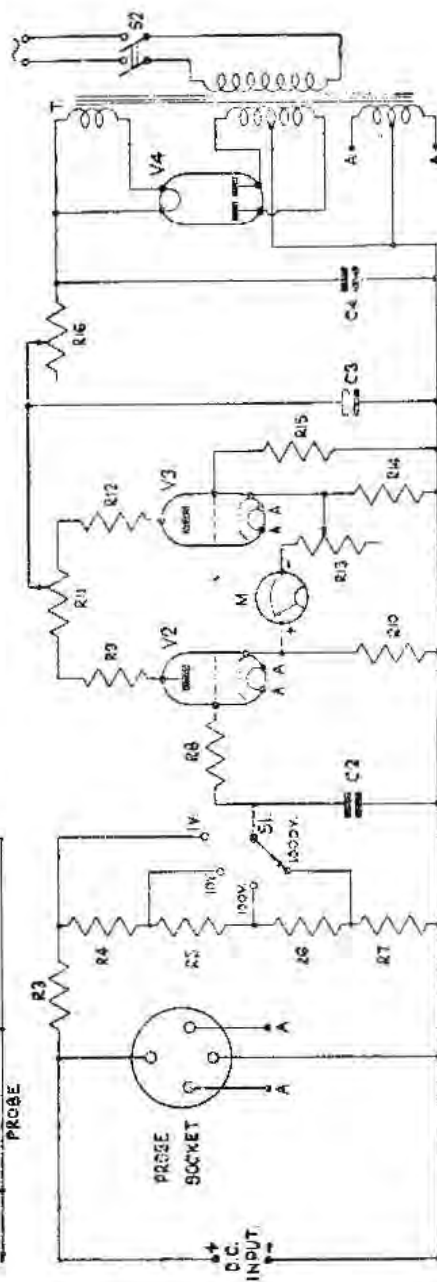 PROBE
R3
R4
R5
R6
R7
PROBE
SOCKET
A
A
+
D.C.
INPUT
-
1V.
10V.
100V.
1000V.
S1.
R8
C2
R9
R11
R12
V2
V3
A A
A A
M
+
-
R13
R10
R14
R15
R16
C3
C4
V4
T
A
A
S2
~